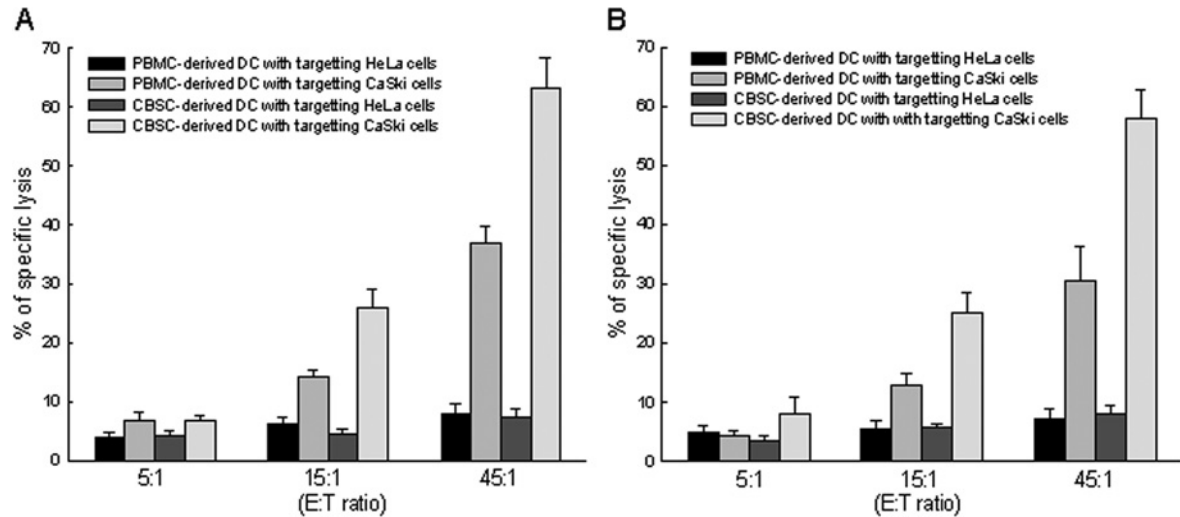 A
70
60
50
40
30
20
10
0
% of specific lysis
PBMC-derived DC with targetting HeLa cells
PBMC-derived DC with targetting CaSki cells
CBSC-derived DC with targetting HeLa cells
CBSC-derived DC with targetting CaSki cells
5:1 15:1 45:1
(E:T ratio)
B
70
60
50
40
30
20
10
0
% of specific lysis
PBMC-derived DC with targetting HeLa cells
PBMC-derived DC with targetting CaSki cells
CBSC-derived DC with targetting HeLa cells
CBSC-derived DC with with targetting CaSki cells
5:1 15:1 45:1
(E:T ratio)